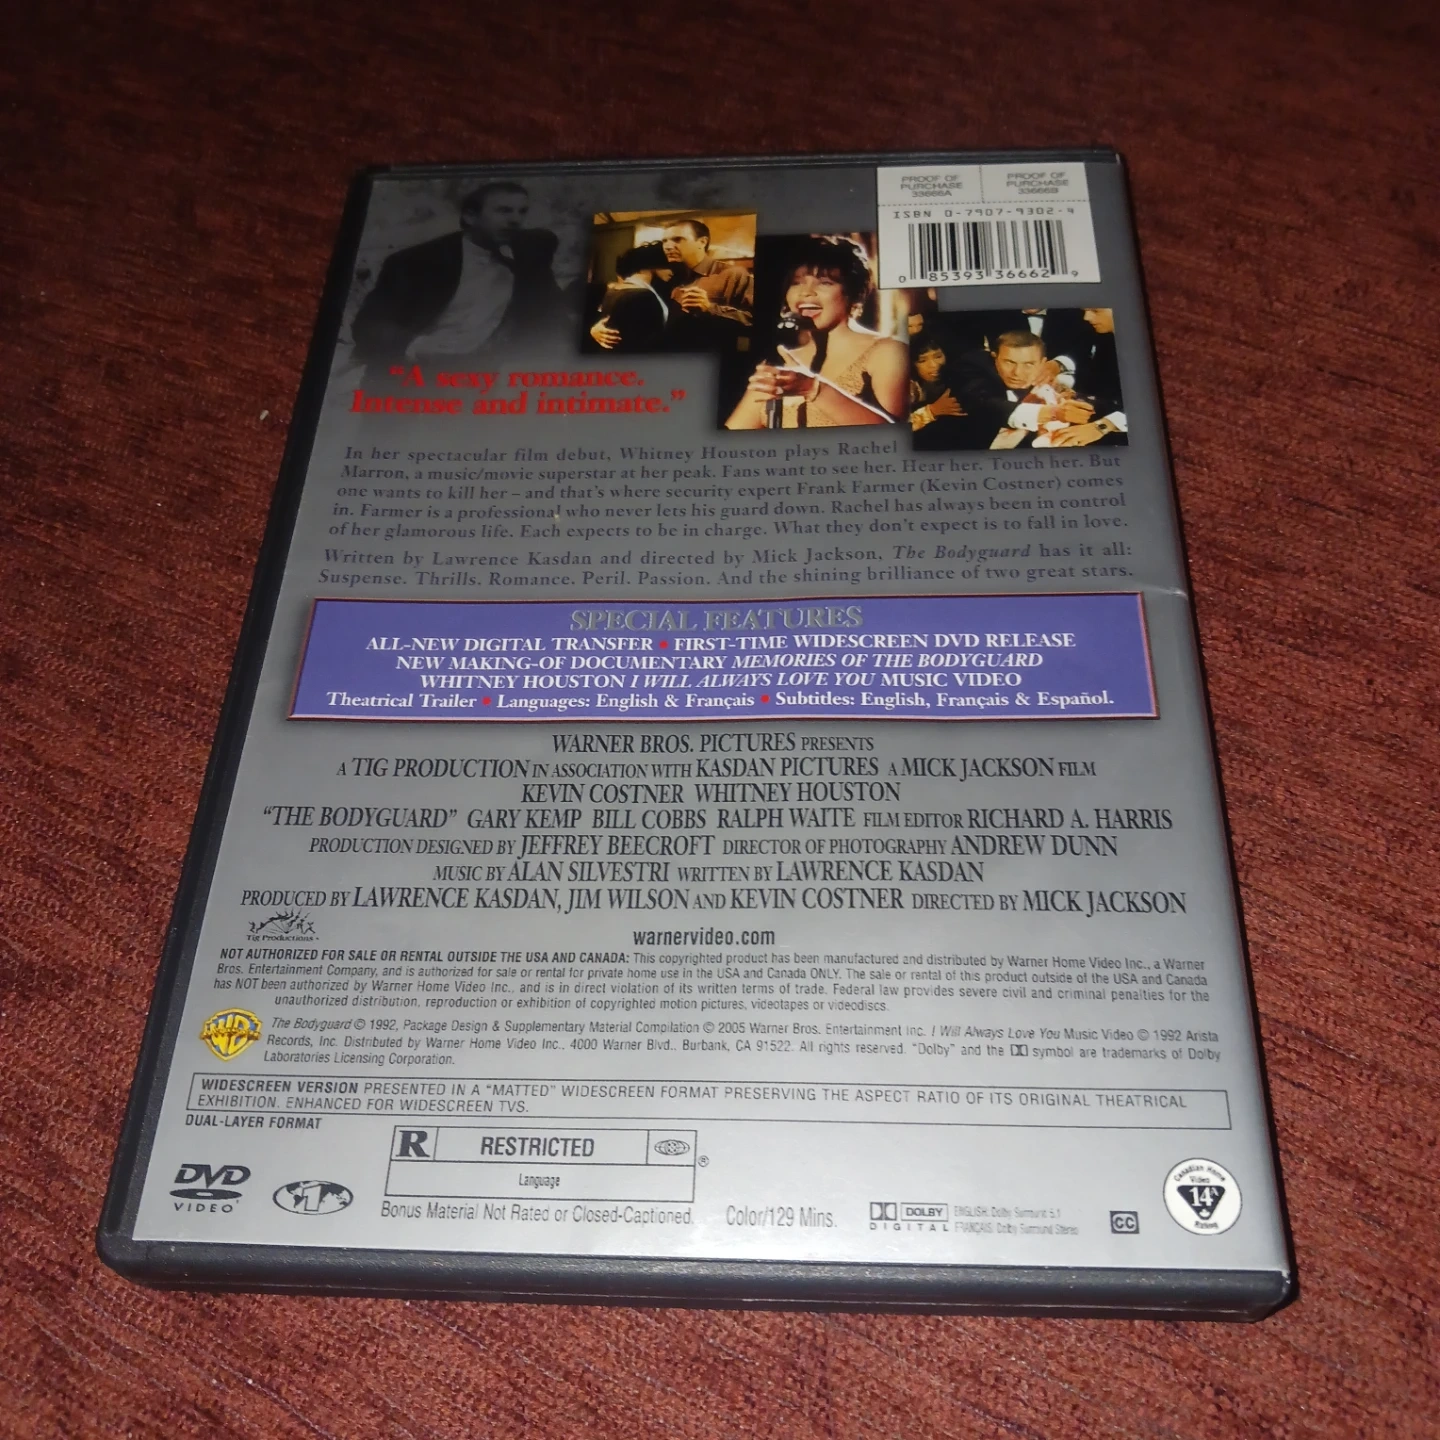 PROOF OF PURCHASE 33666A
PROOF OF PURCHASE 33666B
ISBN 0-7907-9302-4
0 85393 36662 9
“A sexy romance.
Intense and intimate.”
In her spectacular film debut, Whitney Houston plays Rachel
Marron, a music/movie superstar at her peak. Fans want to see her. Hear her. Touch her. But
one wants to kill her – and that's where security expert Frank Farmer (Kevin Costner) comes
in. Farmer is a professional who never lets his guard down. Rachel has always been in control
of her glamorous life. Each expects to be in charge. What they don't expect is to fall in love.
Written by Lawrence Kasdan and directed by Mick Jackson, The Bodyguard has it all:
Suspense. Thrills. Romance. Peril. Passion. And the shining brilliance of two great stars.
SPECIAL FEATURES
ALL-NEW DIGITAL TRANSFER • FIRST-TIME WIDESCREEN DVD RELEASE
NEW MAKING-OF DOCUMENTARY MEMORIES OF THE BODYGUARD
WHITNEY HOUSTON I WILL ALWAYS LOVE YOU MUSIC VIDEO
Theatrical Trailer • Languages: English & Français • Subtitles: English, Français & Español.
WARNER BROS. PICTURES PRESENTS
A TIG PRODUCTION IN ASSOCIATION WITH KASDAN PICTURES A MICK JACKSON FILM
KEVIN COSTNER WHITNEY HOUSTON
“THE BODYGUARD” GARY KEMP BILL COBBS RALPH WAITE FILM EDITOR RICHARD A. HARRIS
PRODUCTION DESIGNED BY JEFFREY BEECROFT DIRECTOR OF PHOTOGRAPHY ANDREW DUNN
MUSIC BY ALAN SILVESTRI WRITTEN BY LAWRENCE KASDAN
PRODUCED BY LAWRENCE KASDAN, JIM WILSON AND KEVIN COSTNER DIRECTED BY MICK JACKSON
Tig Productions
warnervideo.com
NOT AUTHORIZED FOR SALE OR RENTAL OUTSIDE THE USA AND CANADA: This copyrighted product has been manufactured and distributed by Warner Home Video Inc., a Warner
Bros. Entertainment Company, and is authorized for sale or rental for private home use in the USA and Canada ONLY. The sale or rental of this product outside of the USA and Canada
has NOT been authorized by Warner Home Video Inc., and is in direct violation of its written terms of trade. Federal law provides severe civil and criminal penalties for the
unauthorized distribution, reproduction or exhibition of copyrighted motion pictures, videotapes or videodiscs.
WB
The Bodyguard © 1992, Package Design & Supplementary Material Compilation © 2005 Warner Bros. Entertainment Inc. I Will Always Love You Music Video © 1992 Arista
Records, Inc. Distributed by Warner Home Video Inc., 4000 Warner Blvd., Burbank, CA 91522. All rights reserved. “Dolby” and the DD symbol are trademarks of Dolby
Laboratories Licensing Corporation.
WIDESCREEN VERSION PRESENTED IN A “MATTED” WIDESCREEN FORMAT PRESERVING THE ASPECT RATIO OF ITS ORIGINAL THEATRICAL
EXHIBITION. ENHANCED FOR WIDESCREEN TVS.
DUAL-LAYER FORMAT
DVD
VIDEO
1
R RESTRICTED ®
Language
Bonus Material Not Rated or Closed-Captioned.
Color/129 Mins.
DOLBY
DIGITAL
ENGLISH: Dolby Surround 5.1
FRANÇAIS: Dolby Surround Stereo
CC
Canadian Home
Video
14A
Rating